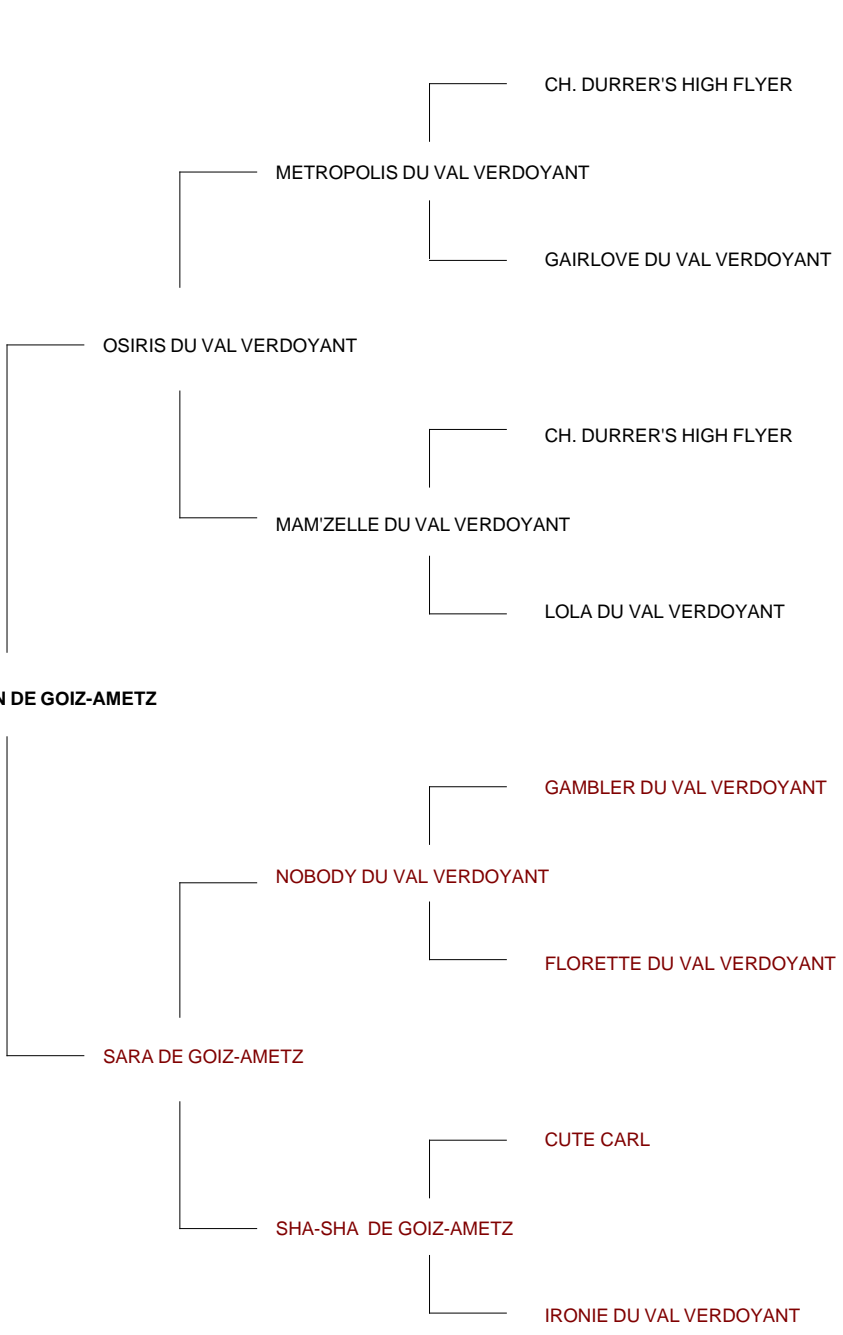 CH. DURRER'S HIGH FLYER
METROPOLIS DU VAL VERDOYANT
GAIRLOVE DU VAL VERDOYANT
OSIRIS DU VAL VERDOYANT
CH. DURRER'S HIGH FLYER
MAM'ZELLE DU VAL VERDOYANT
LOLA DU VAL VERDOYANT
DE GOIZ-AMETZ
GAMBLER DU VAL VERDOYANT
NOBODY DU VAL VERDOYANT
FLORETTE DU VAL VERDOYANT
SARA DE GOIZ-AMETZ
CUTE CARL
SHA-SHA DE GOIZ-AMETZ
IRONIE DU VAL VERDOYANT